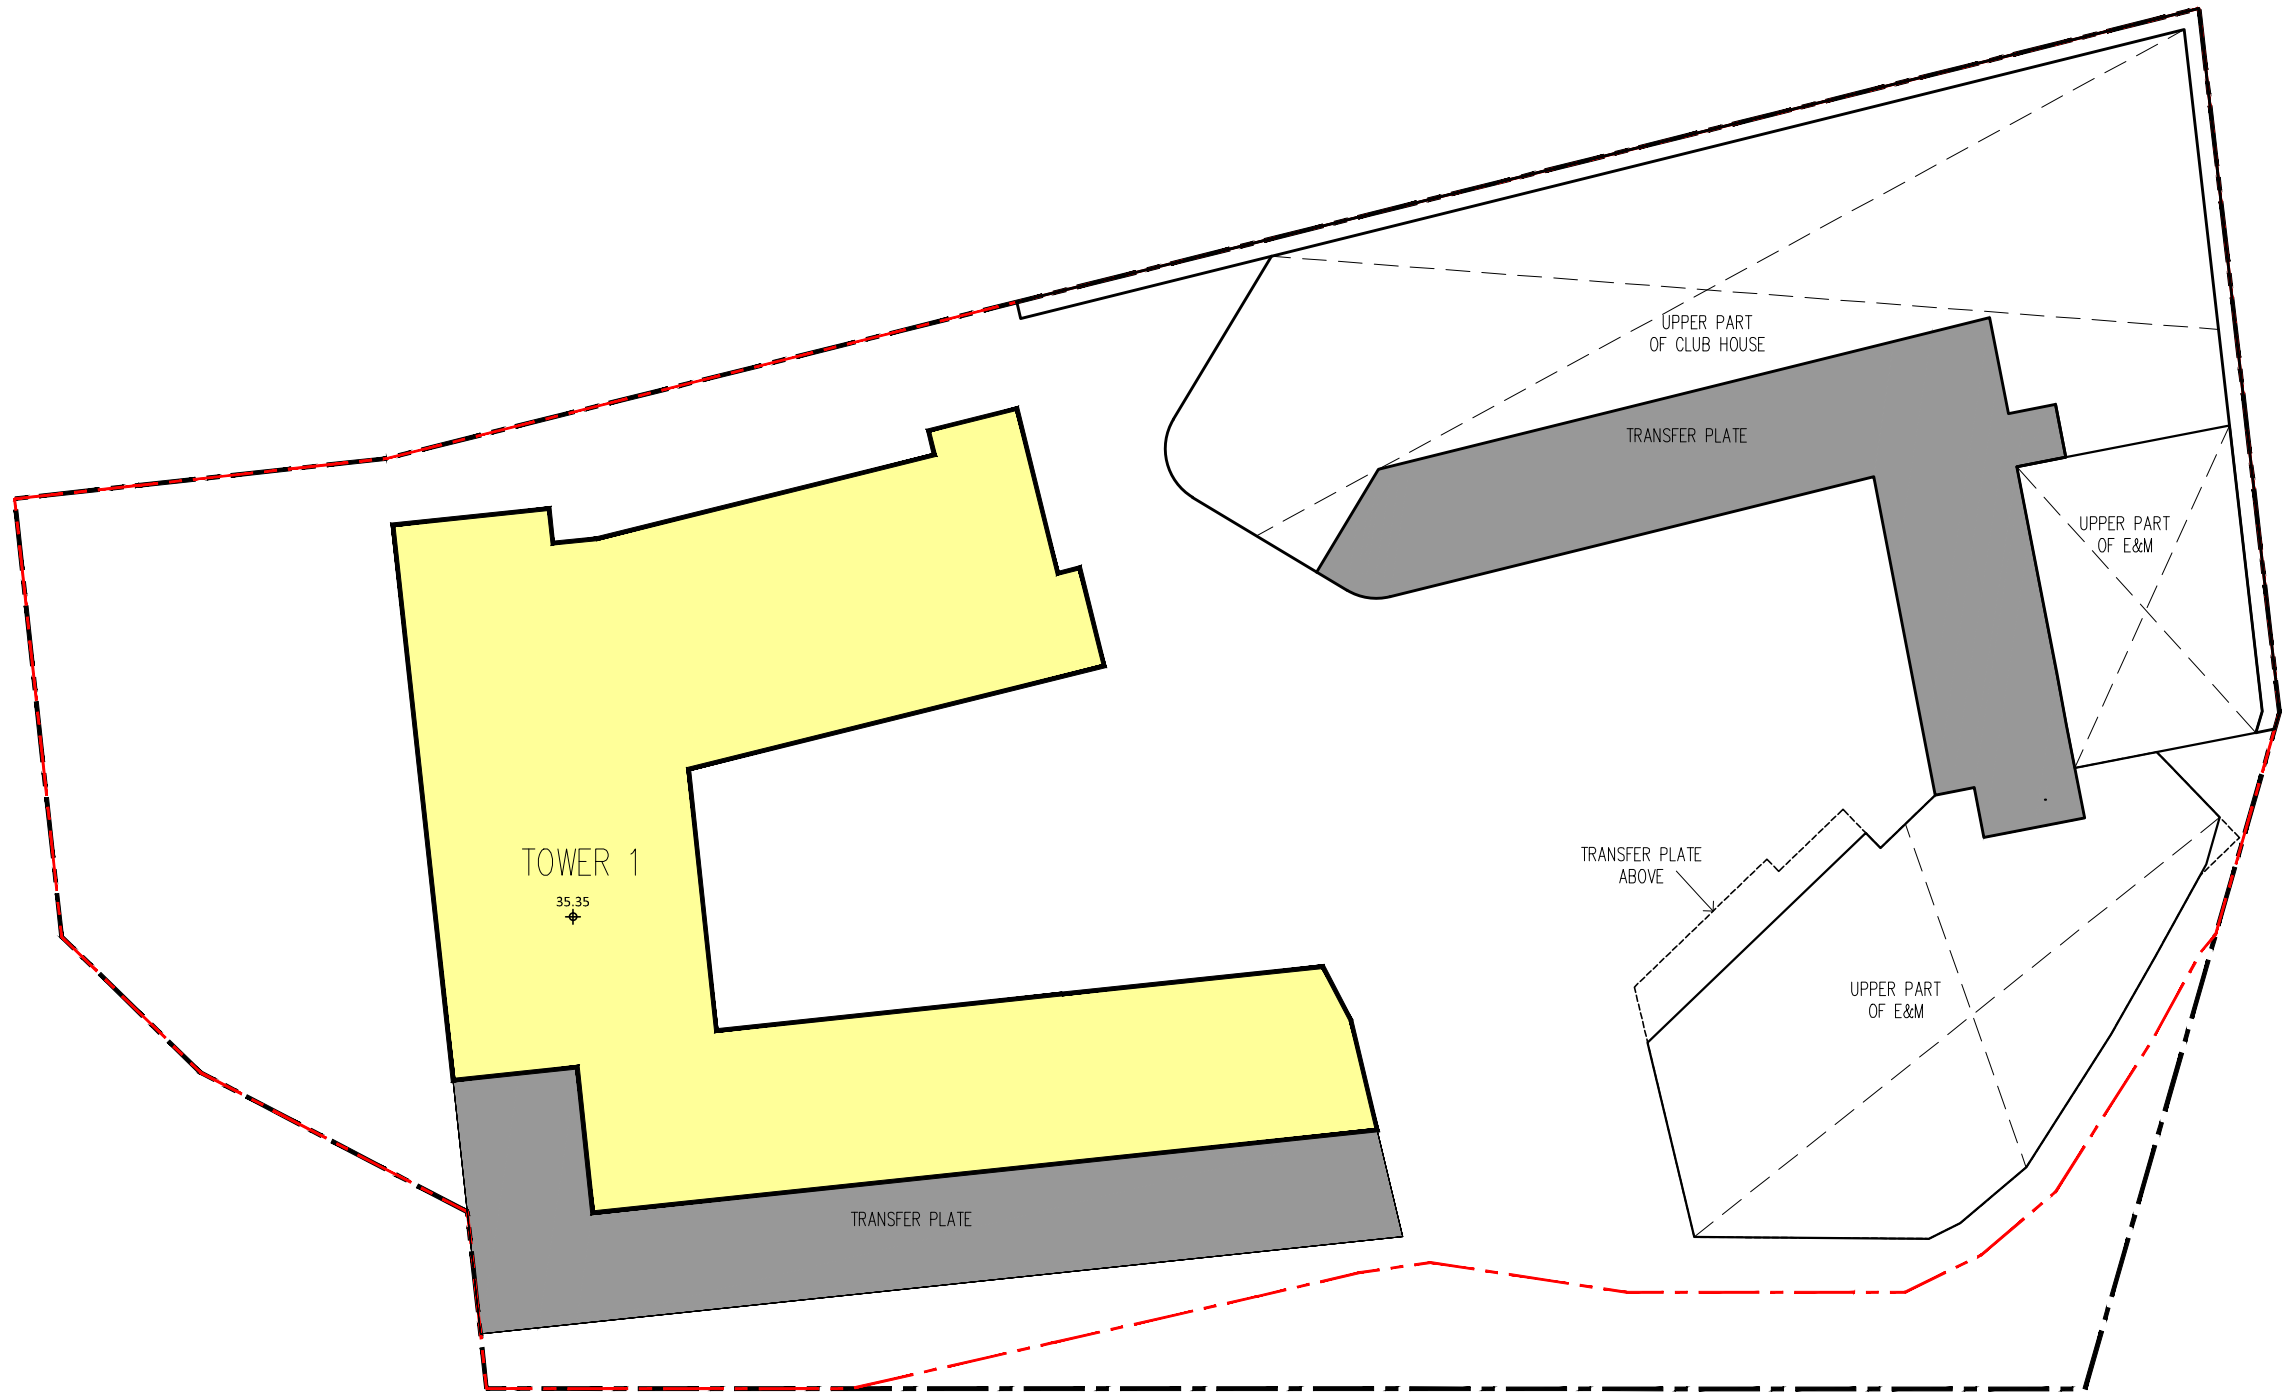 UPPER PART
OF CLUB HOUSE
TRANSFER PLATE
UPPER PART
OF E&M
TOWER 1
35.35
TRANSFER PLATE
ABOVE
UPPER PART
OF E&M
TRANSFER PLATE